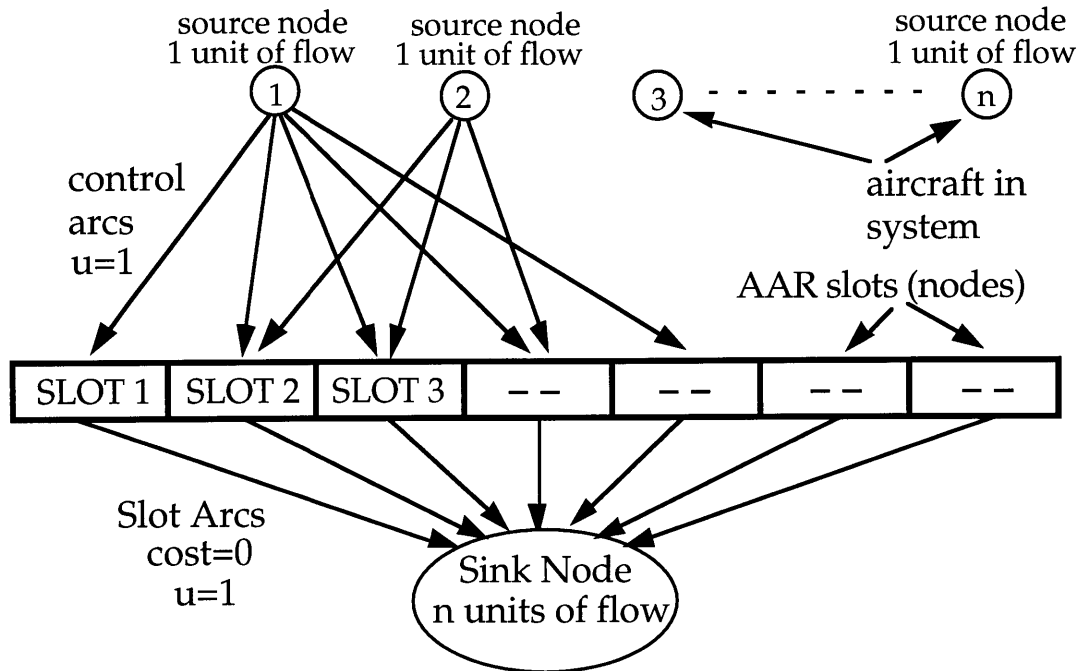 source node
1 unit of flow
source node
1 unit of flow
source node
1 unit of flow
1
2
3
n
control
arcs
u=1
aircraft in
system
AAR slots (nodes)
SLOT 1
SLOT 2
SLOT 3
– –
– –
– –
– –
Slot Arcs
cost=0
u=1
Sink Node
n units of flow